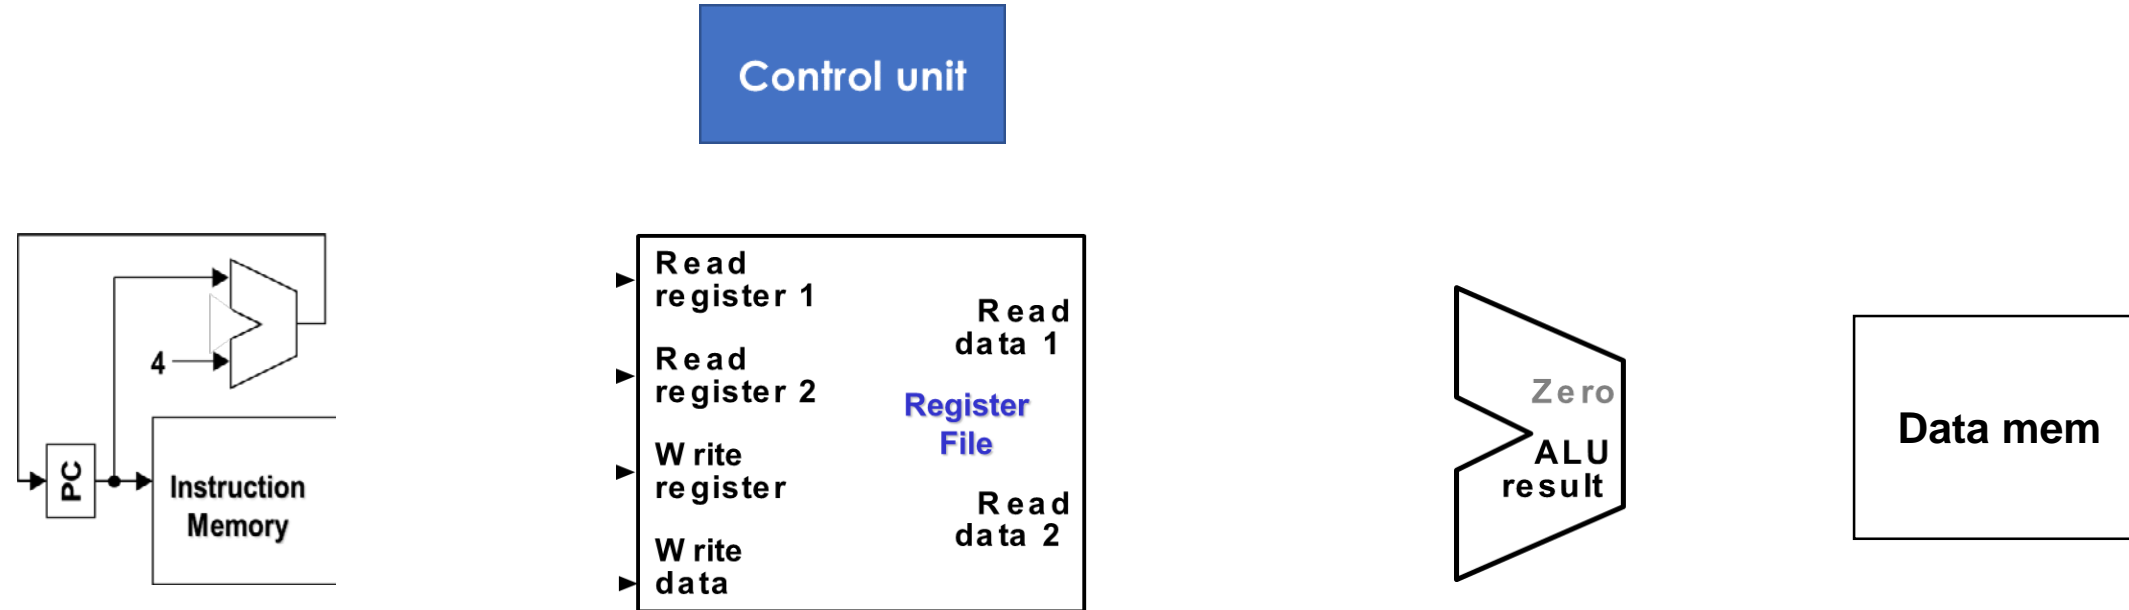 Control unit
4
PC
Instruction
Memory
Read
register 1
Read
register 2
Write
register
Write
data
Read
data 1
Register
File
Read
data 2
Zero
ALU
result
Data mem